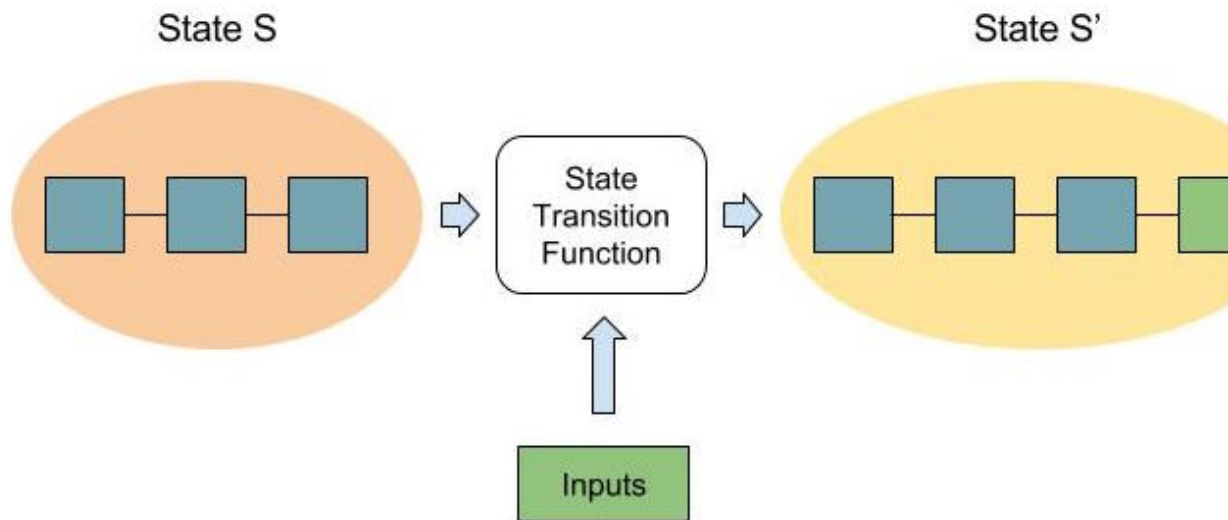 State S
State S’
State
Transition
Function
Inputs